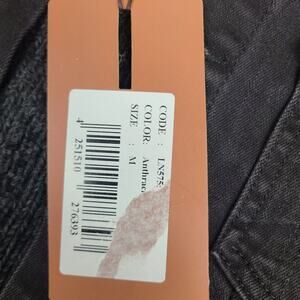 CODE : LN575
COLOR: Anthrac
SIZE : M
4 251510 276393